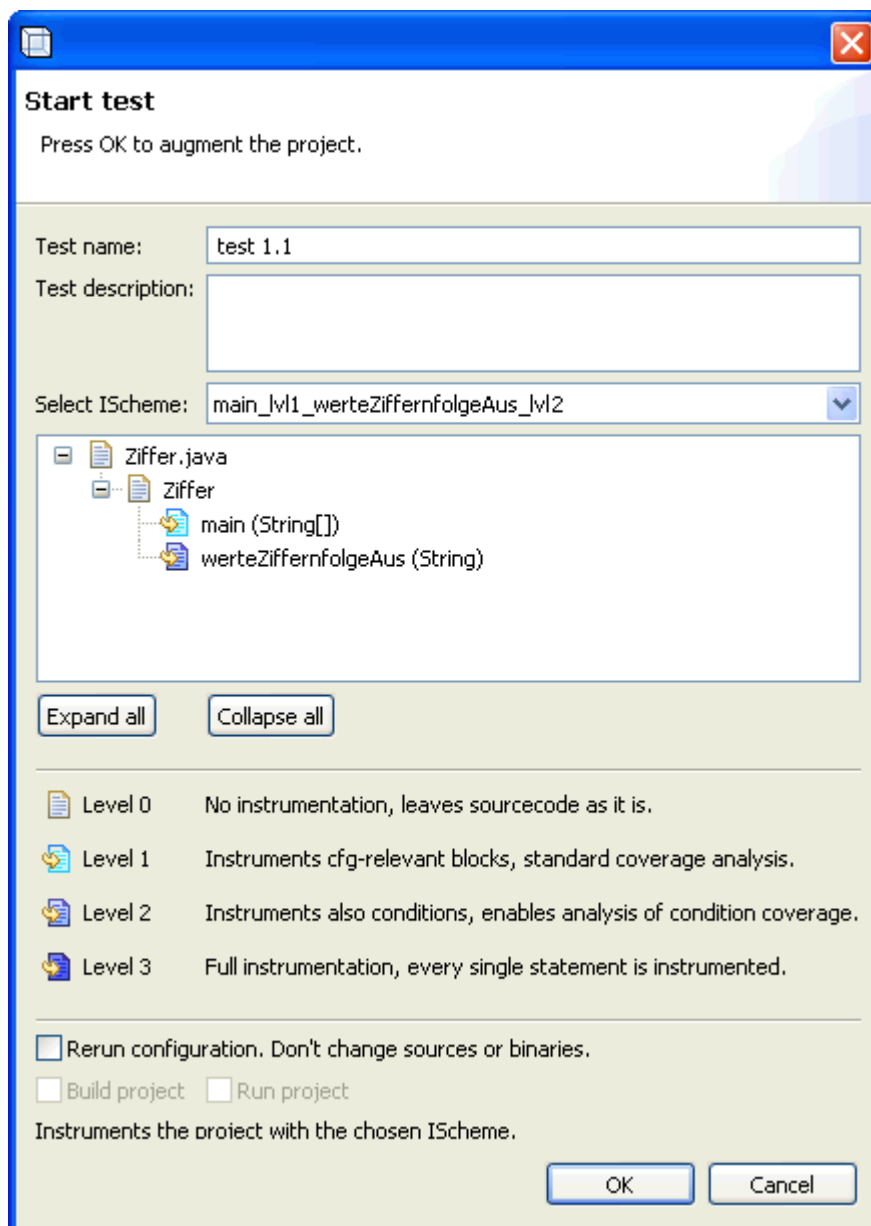 Start test
Press OK to augment the project.
Test name: test 1.1
Test description:
Select IScheme: main_lvl1_werteZiffernfolgeAus_lvl2
Ziffer.java
Ziffer
main (String[])
werteZiffernfolgeAus (String)
Expand all Collapse all
Level 0 No instrumentation, leaves sourcecode as it is.
Level 1 Instruments cfg-relevant blocks, standard coverage analysis.
Level 2 Instruments also conditions, enables analysis of condition coverage.
Level 3 Full instrumentation, every single statement is instrumented.
Rerun configuration. Don't change sources or binaries.
Build project Run project
Instruments the project with the chosen IScheme.
OK Cancel